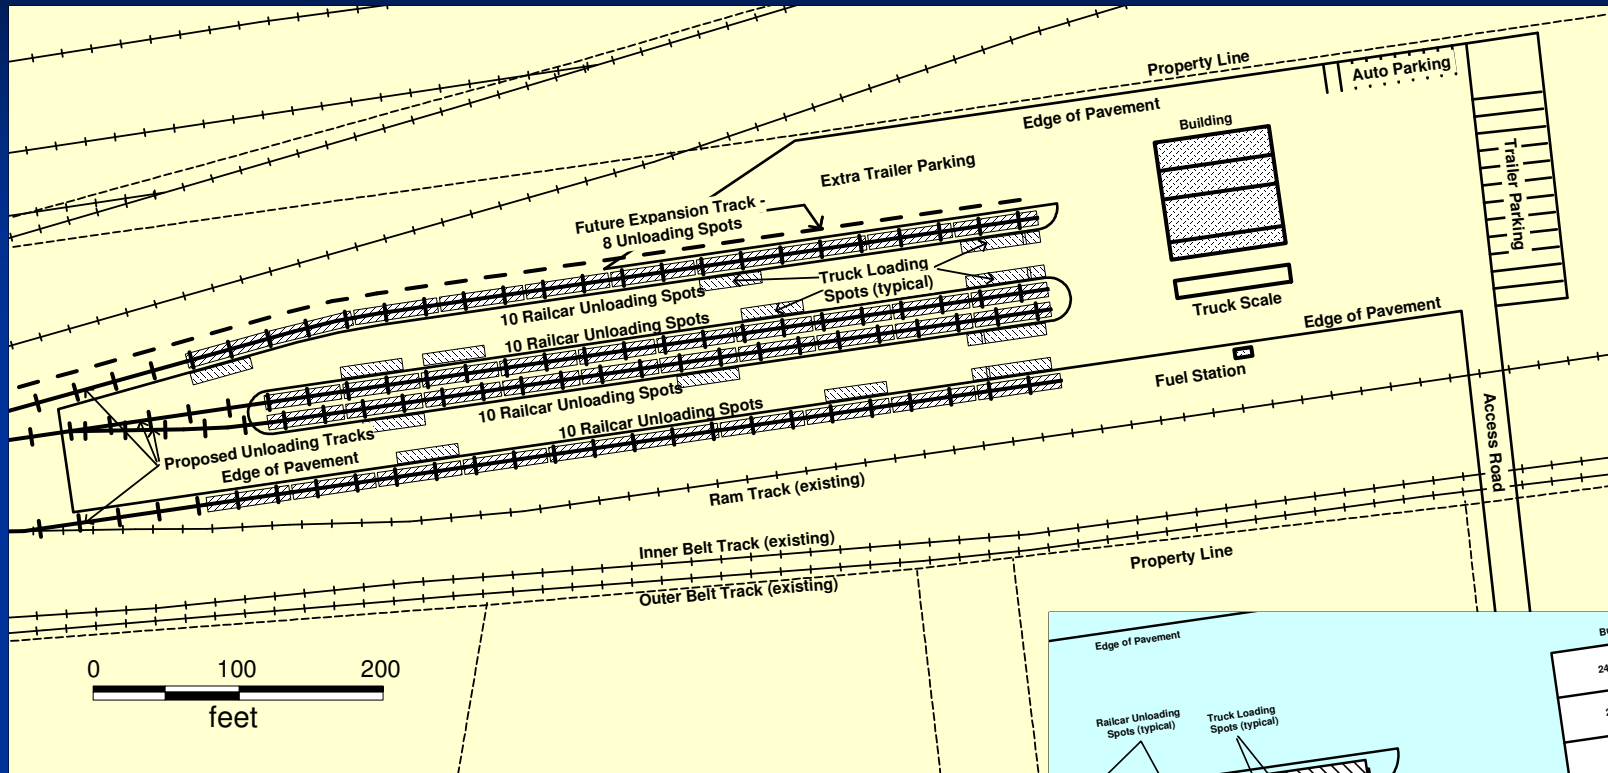 Property Line
Auto Parking
Edge of Pavement
Building
Extra Trailer Parking
Trailer Parking
Future Expansion Track -
8 Unloading Spots
Truck Loading
Spots (typical)
10 Railcar Unloading Spots
Truck Scale
10 Railcar Unloading Spots
Edge of Pavement
Fuel Station
10 Railcar Unloading Spots
10 Railcar Unloading Spots
Access Road
Proposed Unloading Tracks
Edge of Pavement
Ram Track (existing)
Inner Belt Track (existing)
Property Line
Outer Belt Track (existing)
0 100 200
feet
Edge of Pavement
Railcar Unloading
Spots (typical)
Truck Loading
Spots (typical)